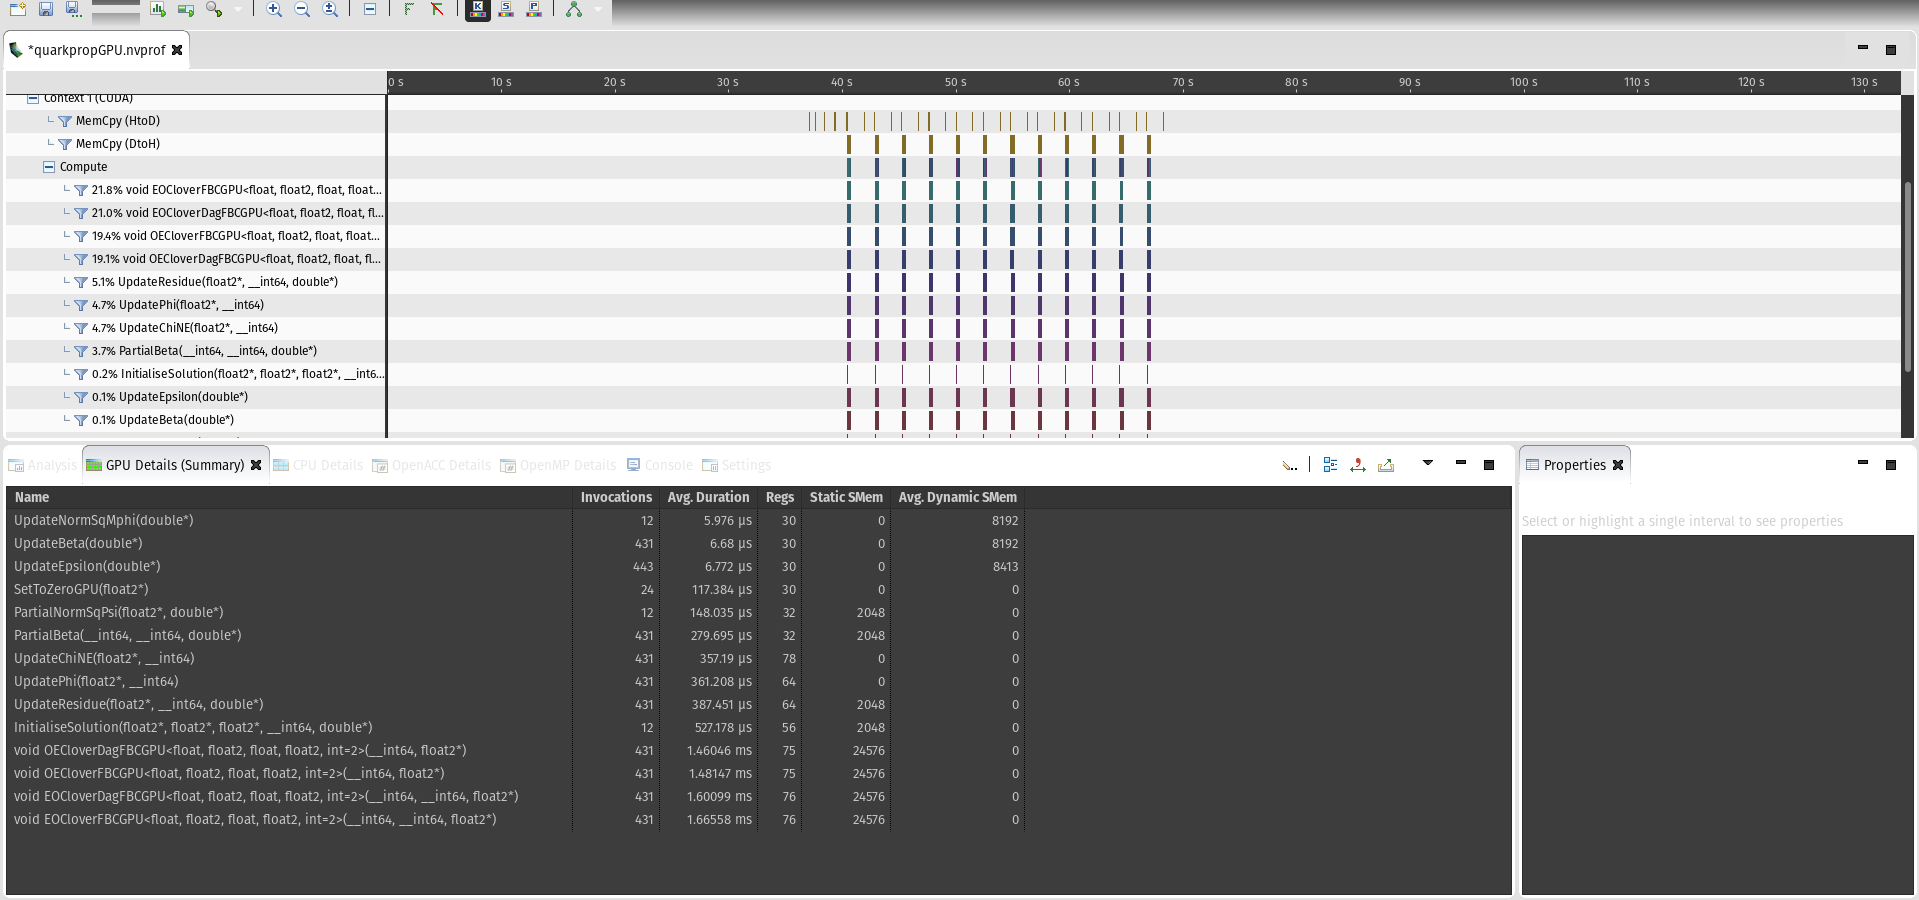 *quarkpropGPU.nvprof
0 s 10 s 20 s 30 s 40 s 50 s 60 s 70 s 80 s 90 s 100 s 110 s 120 s 130 s
Context 1 (CUDA)
MemCpy (HtoD)
MemCpy (DtoH)
Compute
21.8% void EOCloverFBCGPU<float, float2, float, float...
21.0% void EOCloverDagFBCGPU<float, float2, float, fl...
19.4% void OECloverFBCGPU<float, float2, float, float...
19.1% void OECloverDagFBCGPU<float, float2, float, fl...
5.1% UpdateResidue(float2*, __int64, double*)
4.7% UpdatePhi(float2*, __int64)
4.7% UpdateChiNE(float2*, __int64)
3.7% PartialBeta(__int64, __int64, double*)
0.2% InitialiseSolution(float2*, float2*, float2*, __int6...
0.1% UpdateEpsilon(double*)
0.1% UpdateBeta(double*)
Analysis GPU Details (Summary) CPU Details OpenACC Details OpenMP Details Console Settings
Name Invocations Avg. Duration Regs Static SMem Avg. Dynamic SMem
UpdateNormSqMphi(double*) 12 5.976 µs 30 0 8192
UpdateBeta(double*) 431 6.68 µs 30 0 8192
UpdateEpsilon(double*) 443 6.772 µs 30 0 8413
SetToZeroGPU(float2*) 24 117.384 µs 30 0 0
PartialNormSqPsi(float2*, double*) 12 148.035 µs 32 2048 0
PartialBeta(__int64, __int64, double*) 431 279.695 µs 32 2048 0
UpdateChiNE(float2*, __int64) 431 357.19 µs 78 0 0
UpdatePhi(float2*, __int64) 431 361.208 µs 64 0 0
UpdateResidue(float2*, __int64, double*) 431 387.451 µs 64 2048 0
InitialiseSolution(float2*, float2*, float2*, __int64, double*) 12 527.178 µs 56 2048 0
void OECloverDagFBCGPU<float, float2, float, float2, int=2>(__int64, float2*) 431 1.46046 ms 75 24576 0
void OECloverFBCGPU<float, float2, float, float2, int=2>(__int64, float2*) 431 1.48147 ms 75 24576 0
void EOCloverDagFBCGPU<float, float2, float, float2, int=2>(__int64, __int64, float2*) 431 1.60099 ms 76 24576 0
void EOCloverFBCGPU<float, float2, float, float2, int=2>(__int64, __int64, float2*) 431 1.66558 ms 76 24576 0
Properties
Select or highlight a single interval to see properties